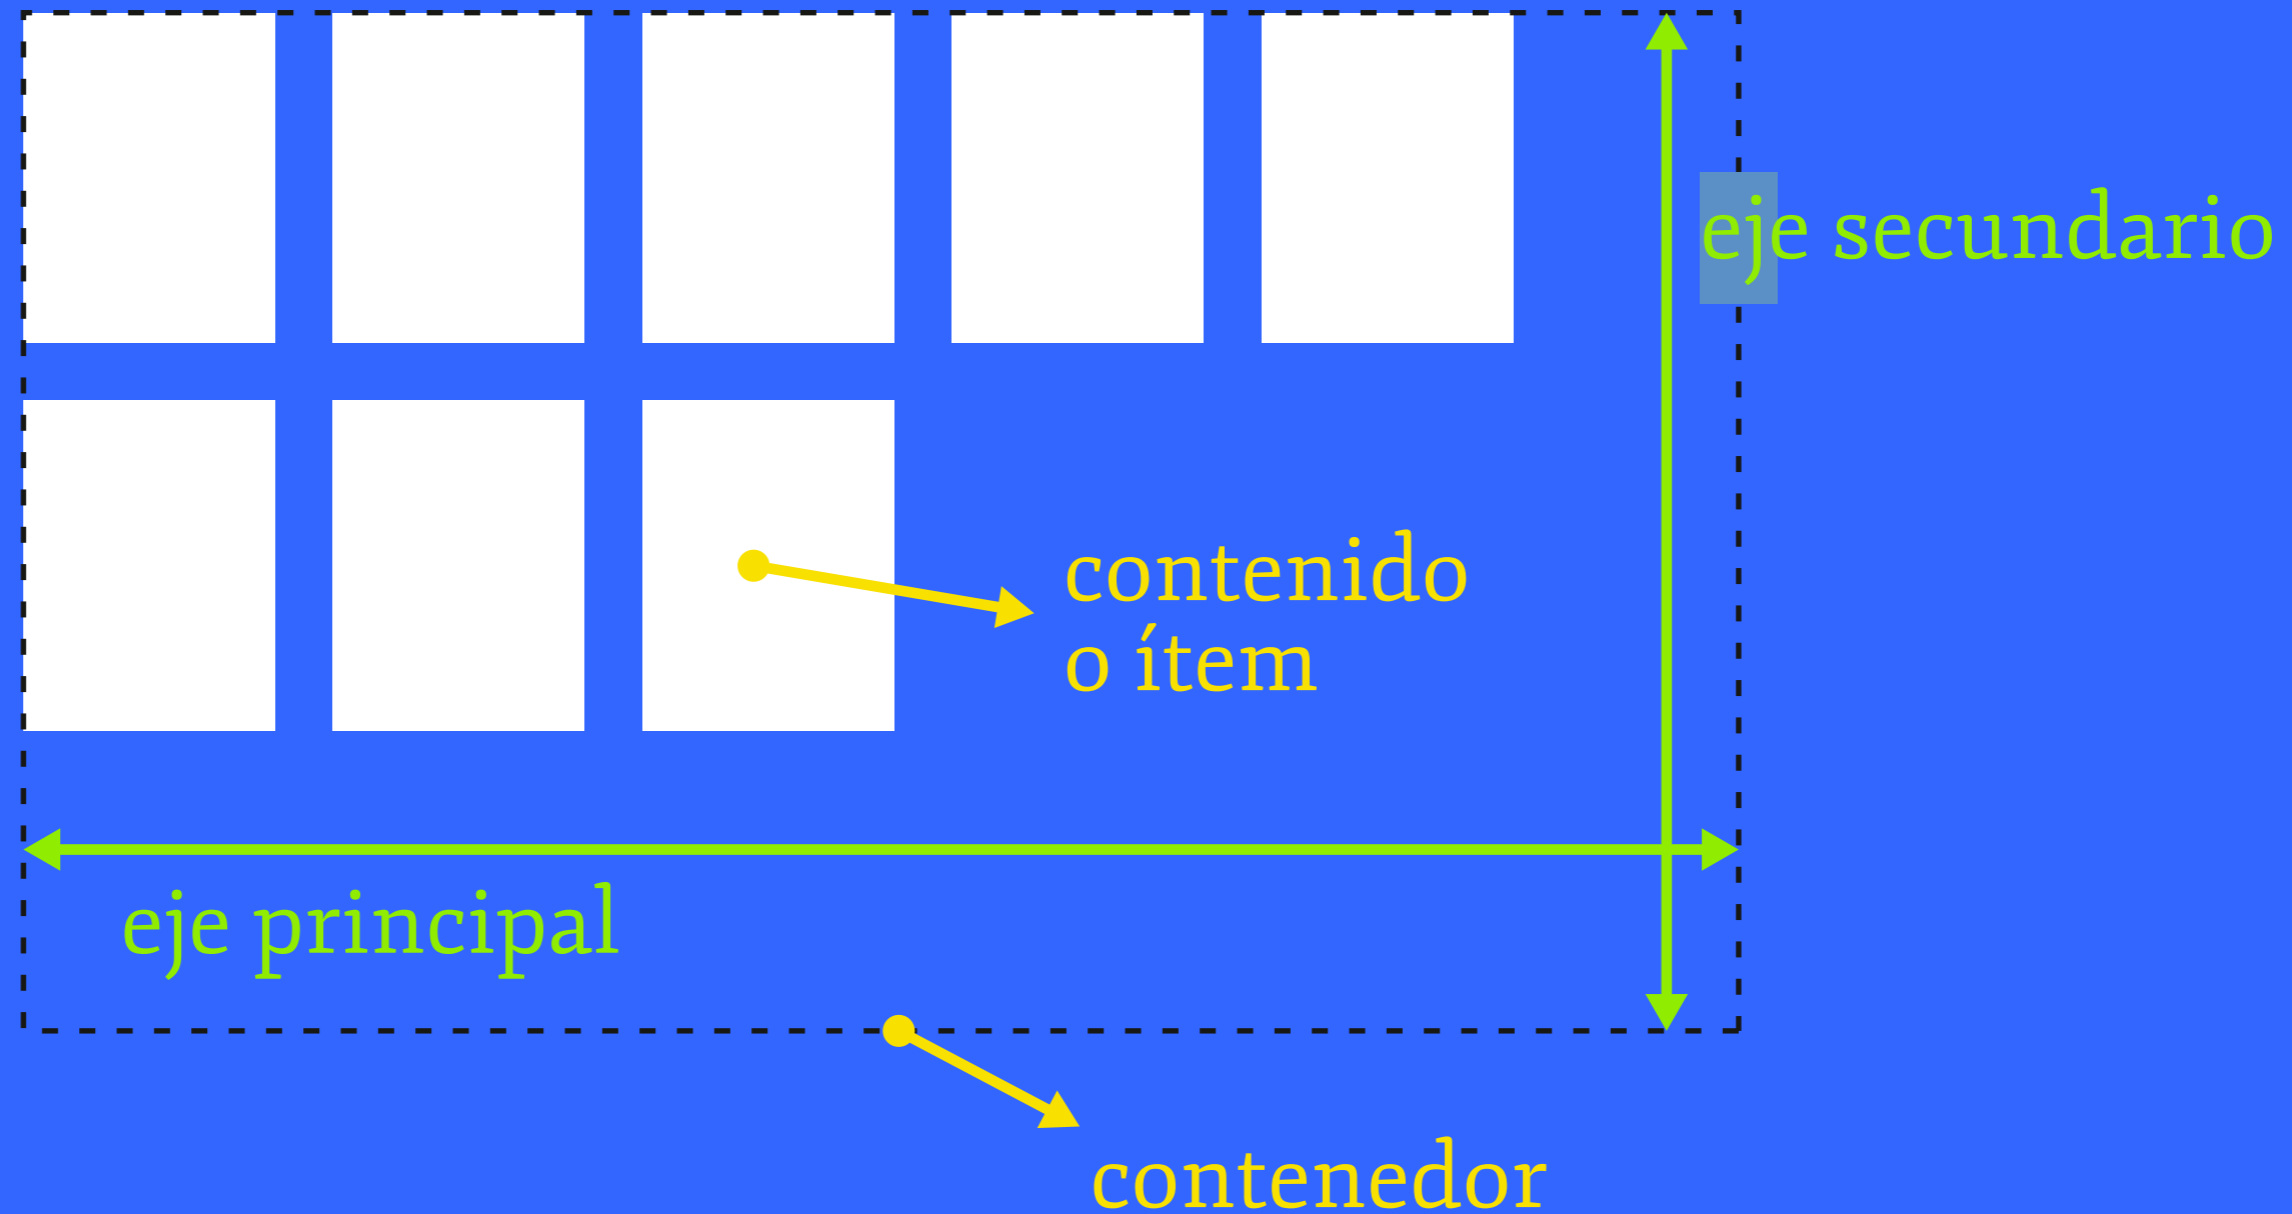 eje secundario
contenido
o ítem
eje principal
contenedor